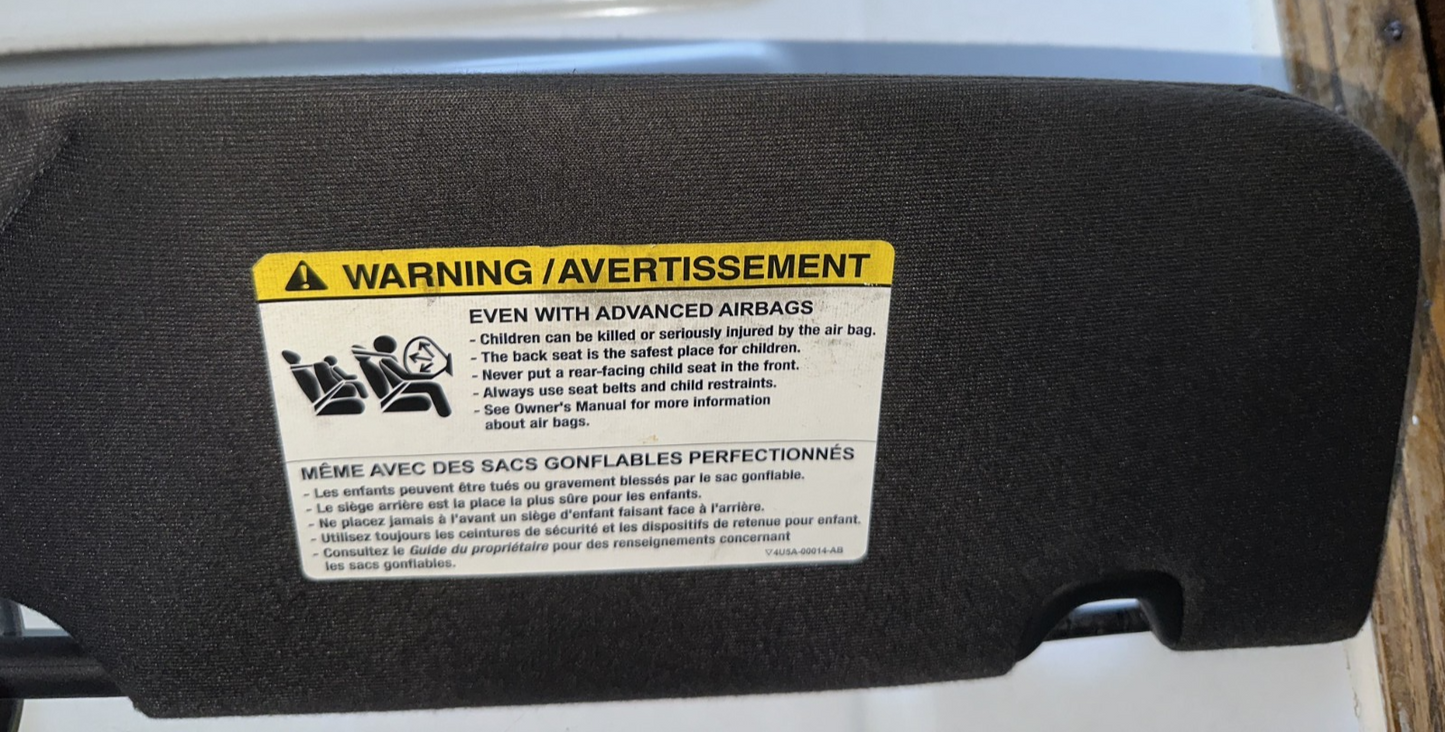 WARNING / AVERTISSEMENT
EVEN WITH ADVANCED AIRBAGS
- Children can be killed or seriously injured by the air bag.
- The back seat is the safest place for children.
- Never put a rear-facing child seat in the front.
- Always use seat belts and child restraints.
- See Owner's Manual for more information
about air bags.
MÊME AVEC DES SACS GONFLABLES PERFECTIONNÉS
- Les enfants peuvent être tués ou gravement blessés par le sac gonflable.
- Le siège arrière est la place la plus sûre pour les enfants.
- Ne placez jamais à l'avant un siège d'enfant faisant face à l'arrière.
- Utilisez toujours les ceintures de sécurité et les dispositifs de retenue pour enfant.
- Consultez le Guide du propriétaire pour des renseignements concernant
les sacs gonflables.
▽4USA-00014-AB